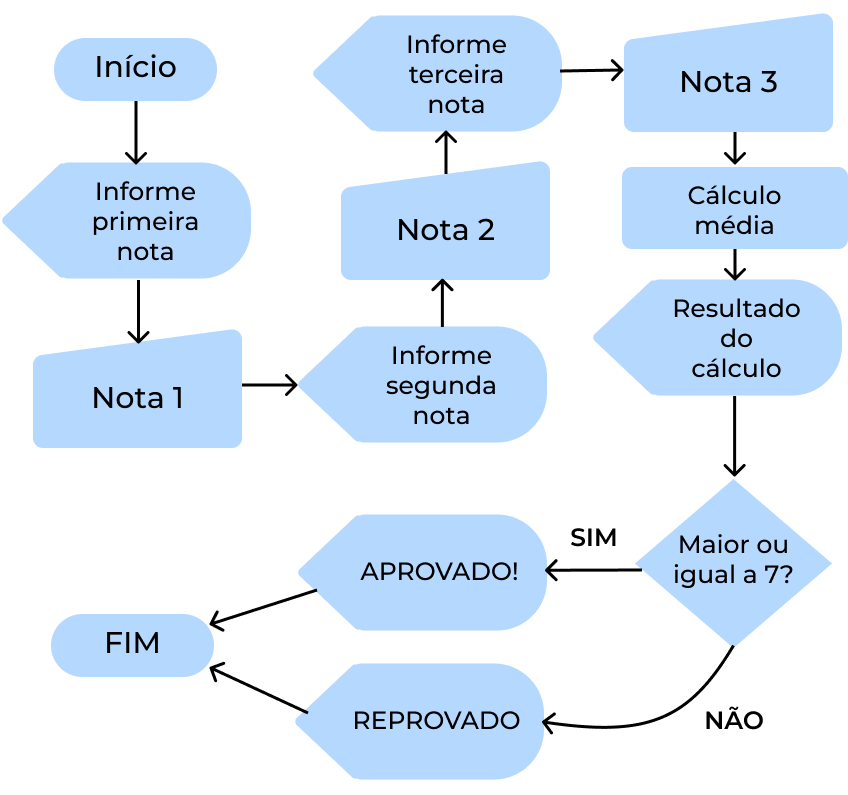 Início
Informe
primeira
nota
Nota 1
Informe
segunda
nota
Nota 2
Informe
terceira
nota
Nota 3
Cálculo
média
Resultado
do
cálculo
Maior ou
igual a 7?
SIM
APROVADO!
NÃO
REPROVADO
FIM